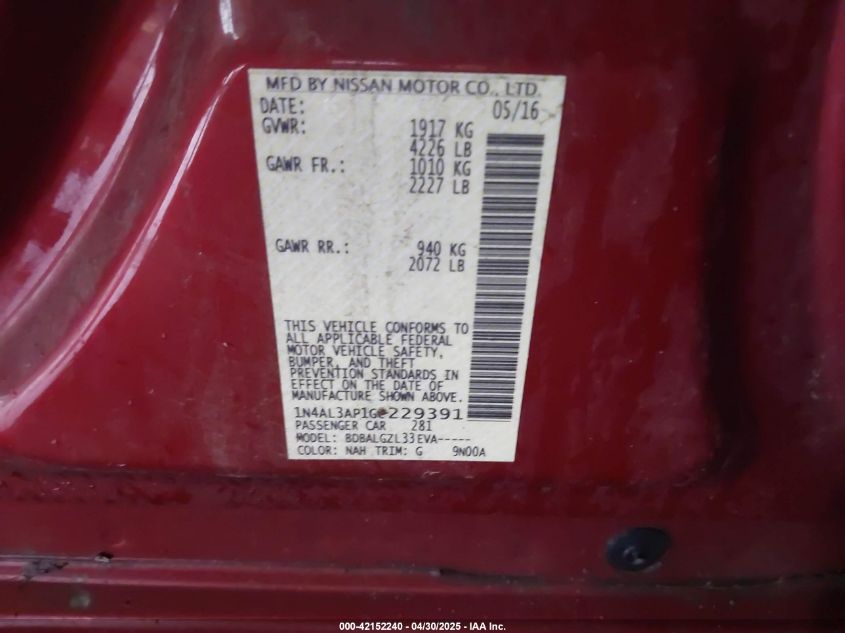 MFD BY NISSAN MOTOR CO., LTD.
DATE: 05/16
GVWR: 1917 KG
4226 LB
GAWR FR.: 1010 KG
2227 LB
GAWR RR.: 940 KG
2072 LB
THIS VEHICLE CONFORMS TO
ALL APPLICABLE FEDERAL
MOTOR VEHICLE SAFETY,
BUMPER, AND THEFT
PREVENTION STANDARDS IN
EFFECT ON THE DATE OF
MANUFACTURE SHOWN ABOVE.
PASSENGER CAR 281
MODEL: BDBALGZL33EVA-----
COLOR: NAH TRIM: G 9N00A
000-42152240 - 04/30/2025 - IAA Inc.